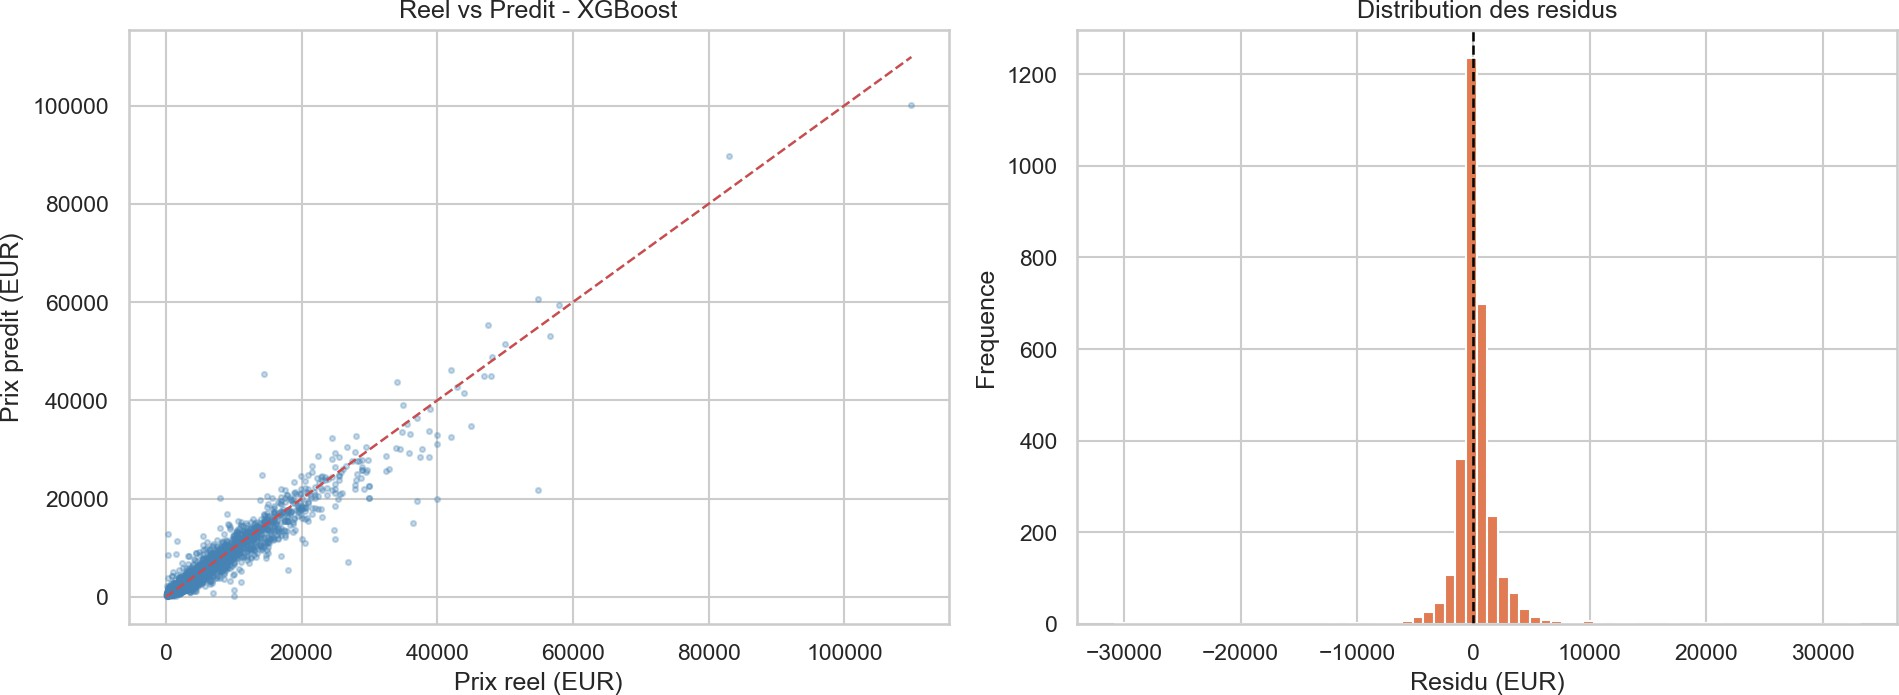 Reel vs Predit - XGBoost
Prix predit (EUR)
100000
80000
60000
40000
20000
0
0 20000 40000 60000 80000 100000
Prix reel (EUR)
Distribution des residus
Frequence
1200
1000
800
600
400
200
0
−30000 −20000 −10000 0 10000 20000 30000
Residu (EUR)